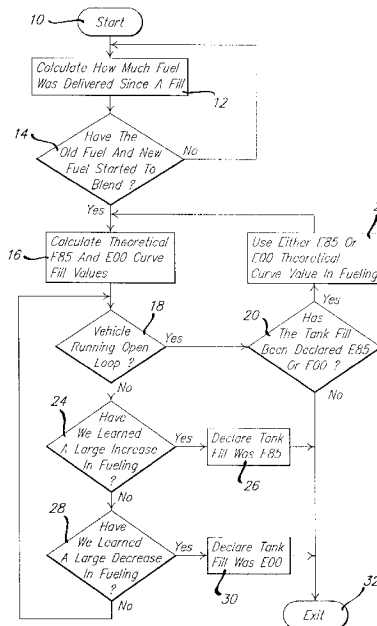 10
Start
Calculate How Much Fuel
Was Delivered Since A Fill
12
14
Have The
Old Fuel And New
Fuel Started To
Blend ?
No
Yes
16
Calculate Theoretical
E85 And E00 Curve
Fill Values
Use Either E85 Or
E00 Theoretical
Curve Value In Fueling
18
Vehicle
Running Open
Loop ?
Yes
No
20
Has
The Tank Fill
Been Declared E85
Or E00 ?
Yes
No
24
Have
We Learned
A Large Increase
In Fueling
?
Yes
No
Declare Tank
Fill Was E85
26
28
Have
We Learned
A Large Decrease
In Fueling
?
Yes
No
Declare Tank
Fill Was E00
30
32
Exit